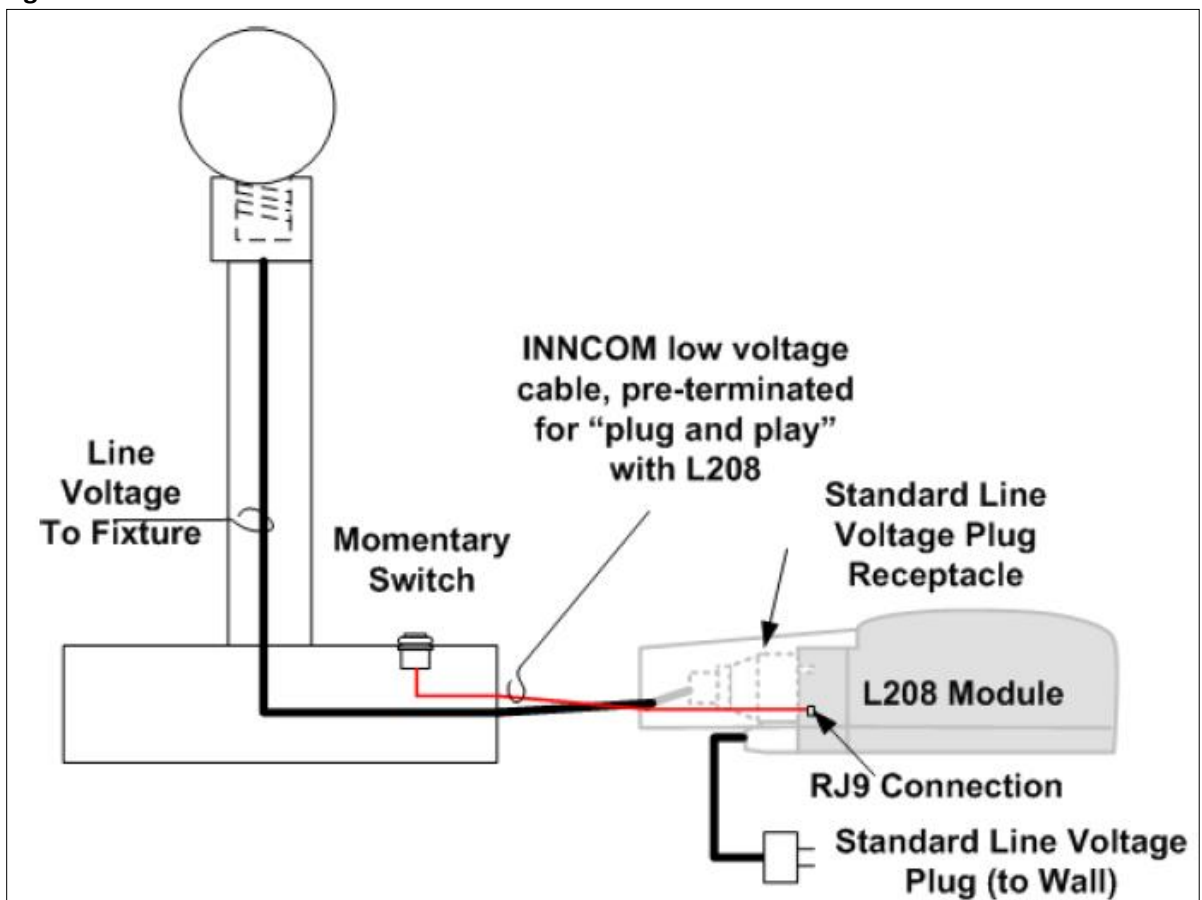 INNCOM low voltage
cable, pre-terminated
for “plug and play”
with L208
Line
Voltage
To Fixture
Momentary
Switch
Standard Line
Voltage Plug
Receptacle
L208 Module
RJ9 Connection
Standard Line Voltage
Plug (to Wall)